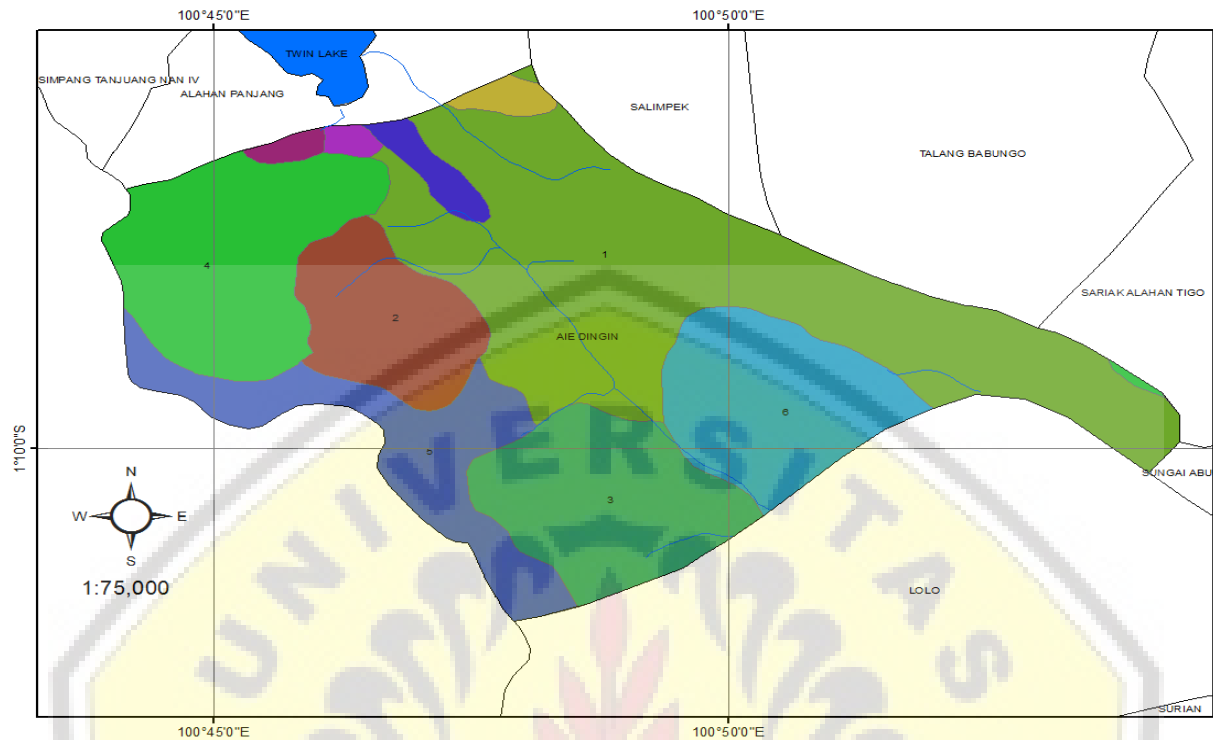 100°45'0"E
100°50'0"E
TWIN LAKE
SIMPANG TANJUANG NAN IV
ALAHAN PANJANG
SALIMPEK
TALANG BABUNGO
1
4
SARIAK ALAHAN TIGO
2
AIE DINGIN
6
1°10'0"S
5
N
W
E
S
SUNGAI ABU
3
1:75,000
LOLO
SURIAN
100°45'0"E
100°50'0"E
UNIVERSITAS